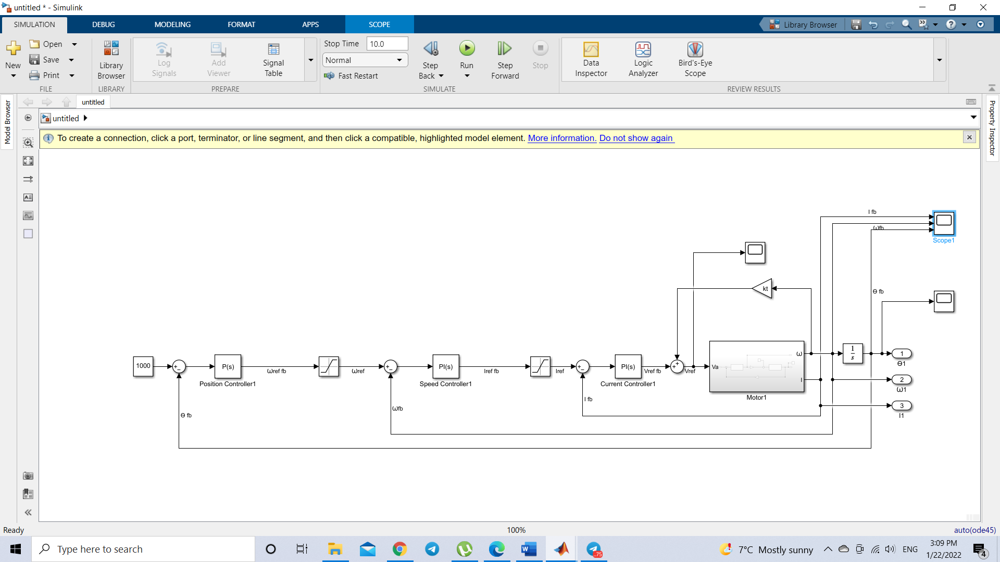 untitled * - Simulink
SIMULATION DEBUG MODELING FORMAT APPS SCOPE
Library Browser
New
Open
Save
Print
FILE
Library Browser
LIBRARY
Log Signals
Add Viewer
Signal Table
PREPARE
Stop Time 10.0
Normal
Fast Restart
Step Back
Run
Step Forward
Stop
SIMULATE
Data Inspector
Logic Analyzer
Bird's-Eye Scope
REVIEW RESULTS
Model Browser
Property Inspector
untitled
untitled
To create a connection, click a port, terminator, or line segment, and then click a compatible, highlighted model element. More information. Do not show again
I fb
ωfb
Scope1
kt
Θ fb
1000
P(s)
Position Controller1
ωref fb
ωref
PI(s)
Speed Controller1
Iref fb
Iref
PI(s)
Current Controller1
Vref fb
Vref
Va
ω
I
Motor1
1
s
1
Θ1
2
ω1
3
I1
I fb
ωfb
Θ fb
Ready 100% auto(ode45)
Type here to search
..75
7°C Mostly sunny
ENG
3:09 PM
1/22/2022
4